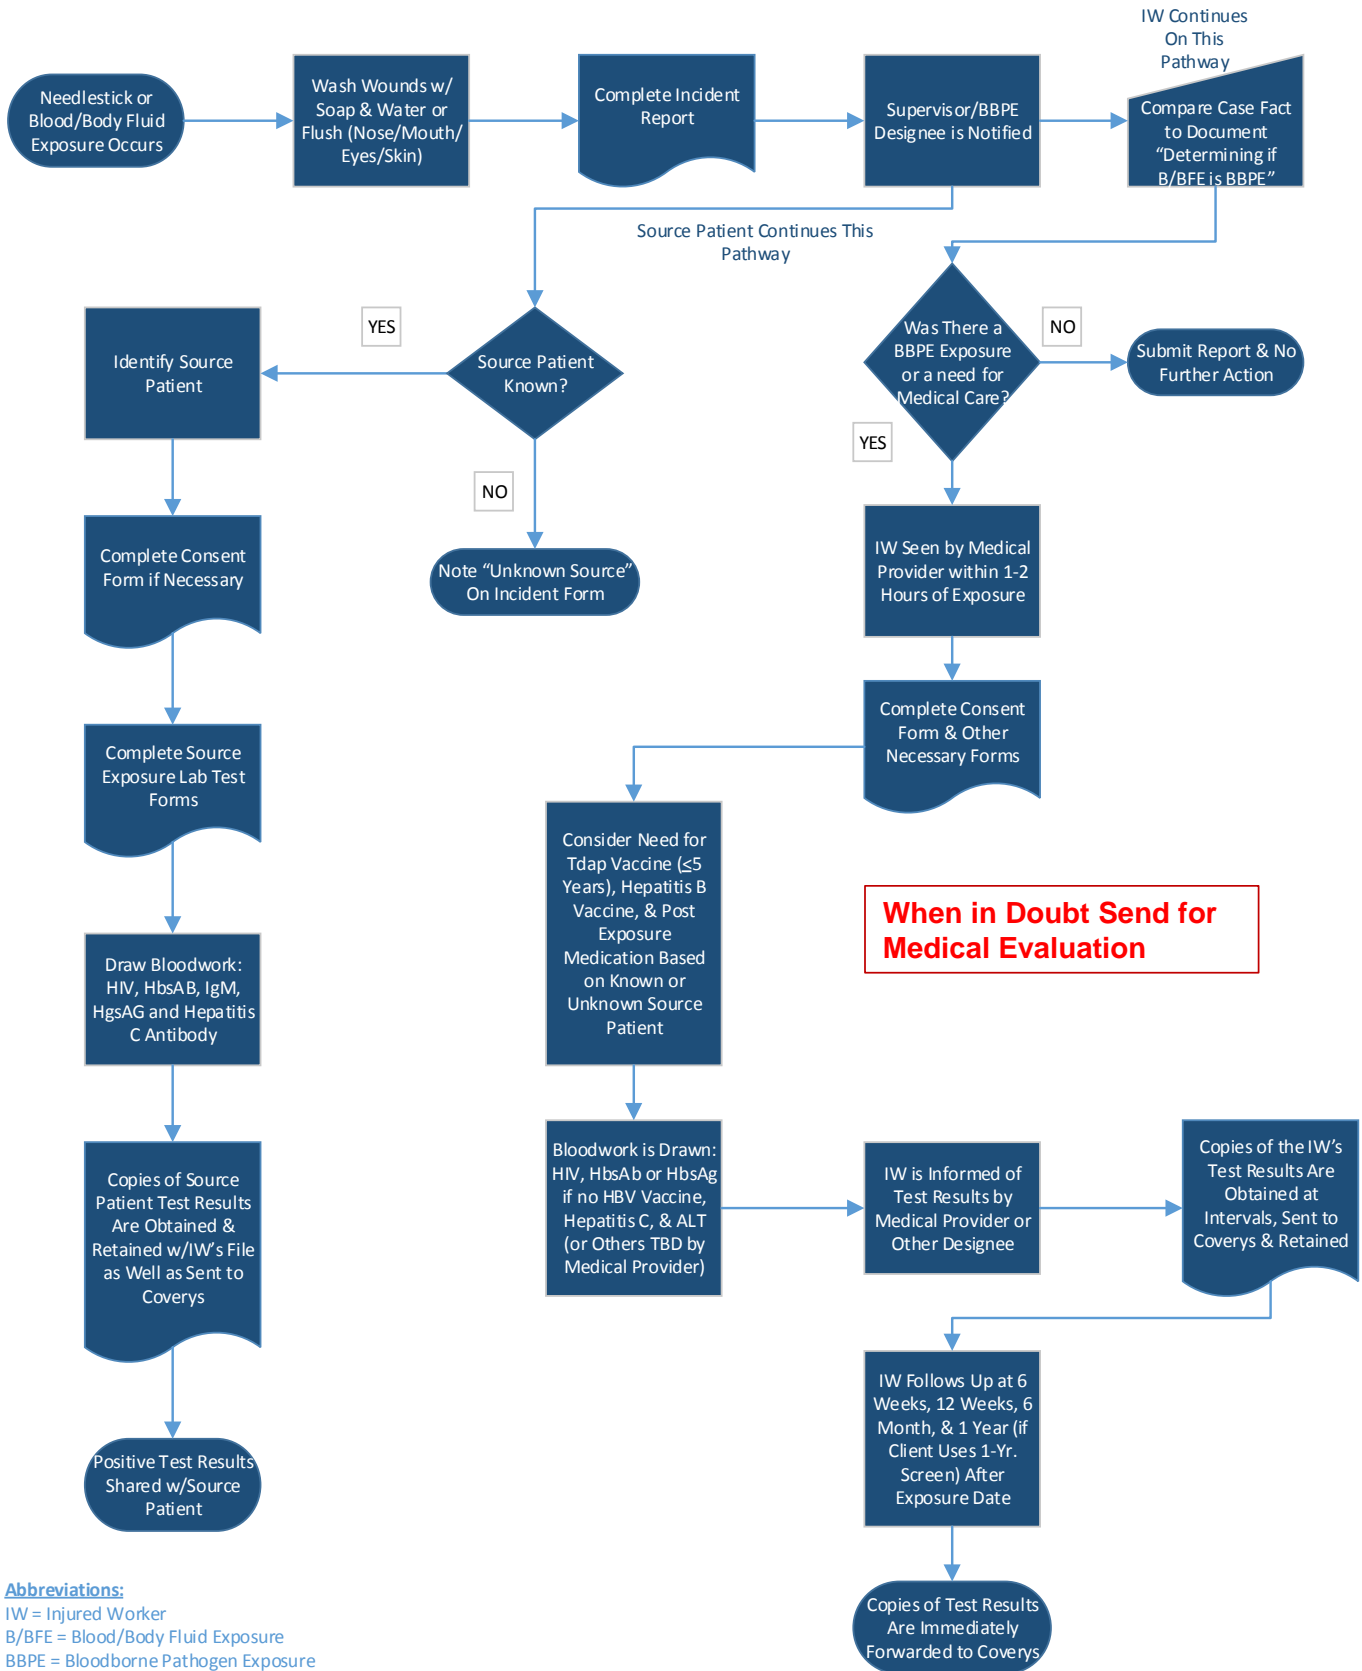 IW Continues
On This
Pathway
Needlestick or
Blood/Body Fluid
Exposure Occurs
Wash Wounds w/
Soap & Water or
Flush (Nose/Mouth/
Eyes/Skin)
Complete Incident
Report
Supervisor/BBPE
Designee is Notified
Compare Case Fact
to Document
“Determining if
B/BFE is BBPE”
Source Patient Continues This
Pathway
YES
Identify Source
Patient
Source Patient
Known?
Was There a
BBPE Exposure
or a need for
Medical Care?
NO
Submit Report & No
Further Action
YES
NO
Note “Unknown Source”
On Incident Form
Complete Consent
Form if Necessary
IW Seen by Medical
Provider within 1-2
Hours of Exposure
Complete Source
Exposure Lab Test
Forms
Complete Consent
Form & Other
Necessary Forms
Consider Need for
Tdap Vaccine (≤5
Years), Hepatitis B
Vaccine, & Post
Exposure
Medication Based
on Known or
Unknown Source
Patient
When in Doubt Send for
Medical Evaluation
Draw Bloodwork:
HIV, HbsAB, IgM,
HgsAG and Hepatitis
C Antibody
Copies of Source
Patient Test Results
Are Obtained &
Retained w/IW’s File
as Well as Sent to
Coverys
Bloodwork is Drawn:
HIV, HbsAb or HbsAg
if no HBV Vaccine,
Hepatitis C, & ALT
(or Others TBD by
Medical Provider)
IW is Informed of
Test Results by
Medical Provider or
Other Designee
Copies of the IW’s
Test Results Are
Obtained at
Intervals, Sent to
Coverys & Retained
Positive Test Results
Shared w/Source
Patient
IW Follows Up at 6
Weeks, 12 Weeks, 6
Month, & 1 Year (if
Client Uses 1-Yr.
Screen) After
Exposure Date
Copies of Test Results
Are Immediately
Forwarded to Coverys
Abbreviations:
IW = Injured Worker
B/BFE = Blood/Body Fluid Exposure
BBPE = Bloodborne Pathogen Exposure